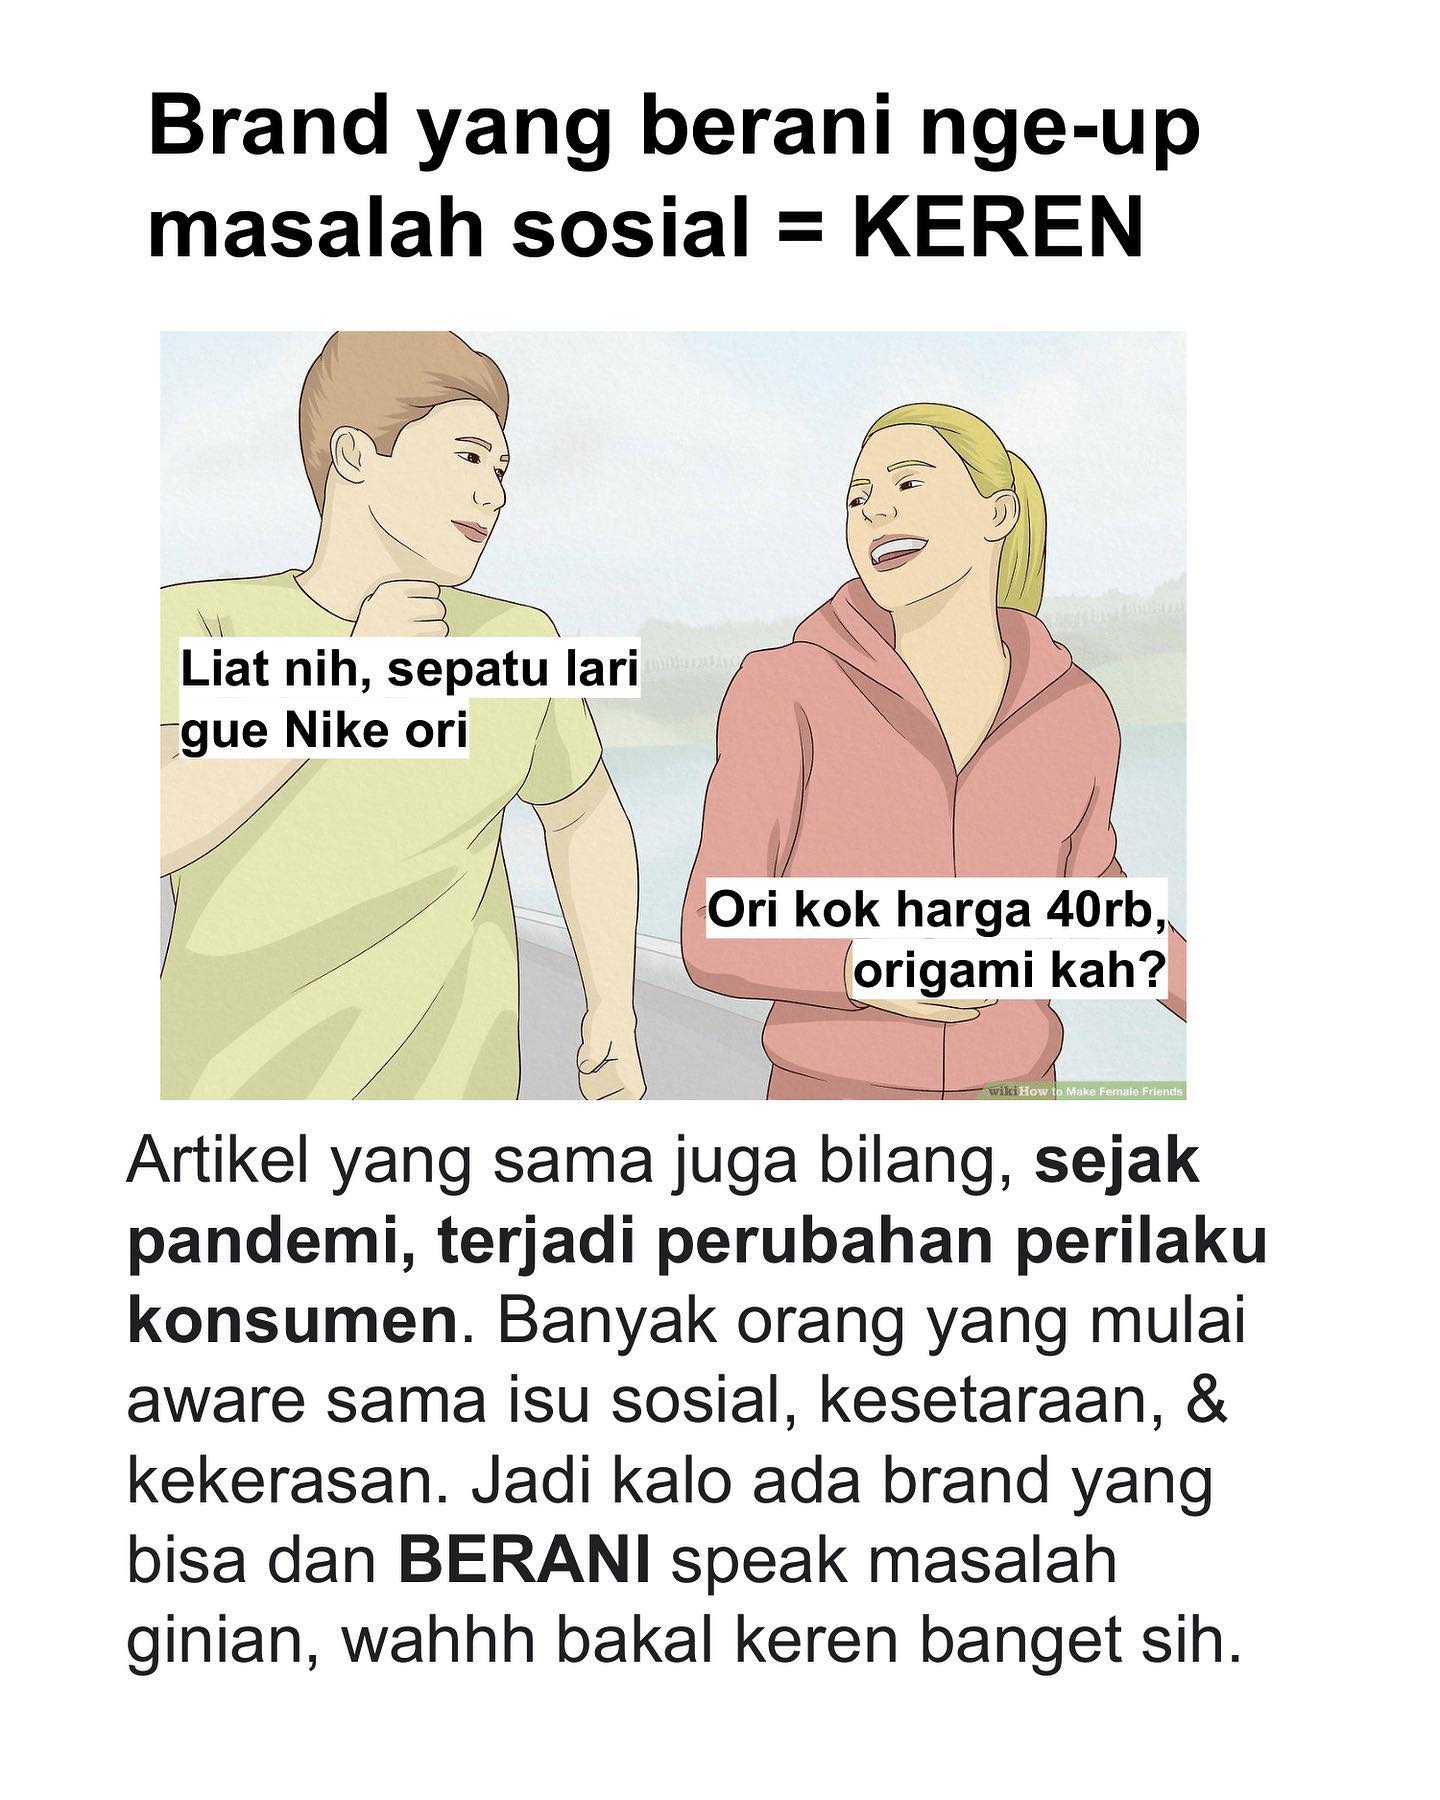 Brand yang berani nge-up
masalah sosial = KEREN
Liat nih, sepatu lari
gue Nike ori
Ori kok harga 40rb,
origami kah?
wikiHow to Make Female Friends
Artikel yang sama juga bilang, sejak
pandemi, terjadi perubahan perilaku
konsumen. Banyak orang yang mulai
aware sama isu sosial, kesetaraan, &
kekerasan. Jadi kalo ada brand yang
bisa dan BERANI speak masalah
ginian, wahhh bakal keren banget sih.